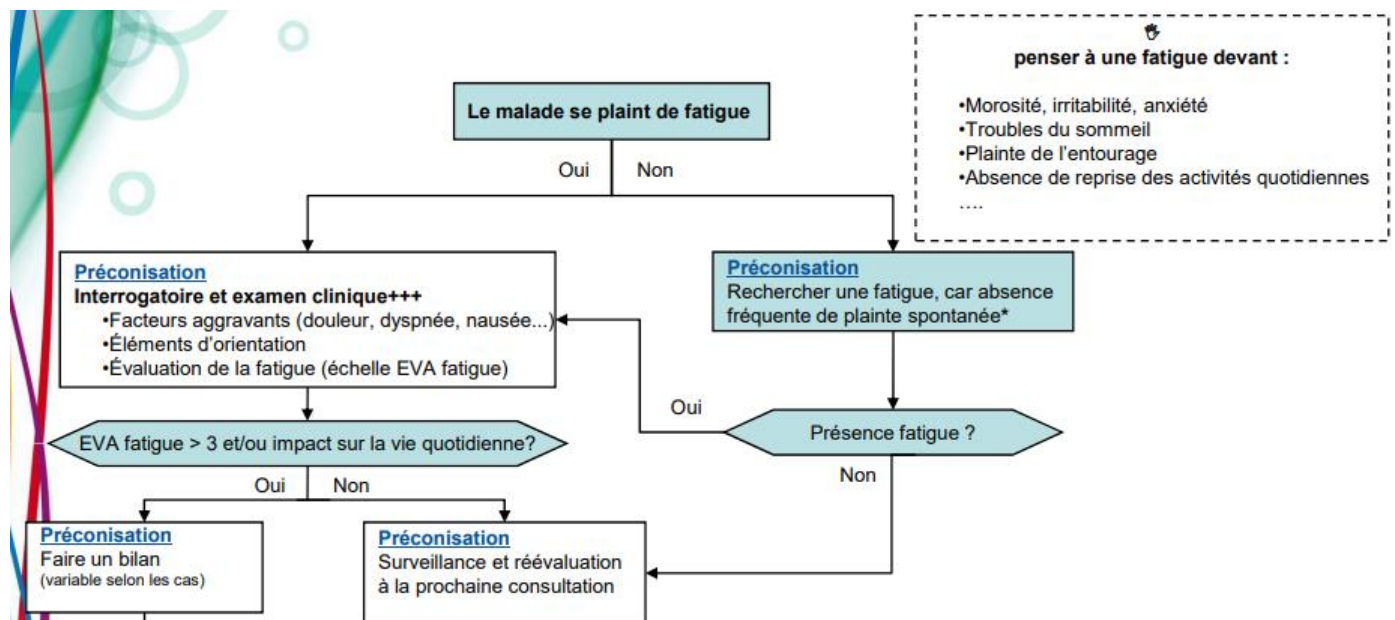 penser à une fatigue devant :
•Morosité, irritabilité, anxiété
•Troubles du sommeil
•Plainte de l'entourage
•Absence de reprise des activités quotidiennes
....
Le malade se plaint de fatigue
Oui
Non
Préconisation
Interrogatoire et examen clinique+++
•Facteurs aggravants (douleur, dyspnée, nausée...)
•Éléments d'orientation
•Évaluation de la fatigue (échelle EVA fatigue)
Préconisation
Rechercher une fatigue, car absence
fréquente de plainte spontanée*
Oui
Présence fatigue ?
Non
EVA fatigue > 3 et/ou impact sur la vie quotidienne?
Oui
Non
Préconisation
Faire un bilan
(variable selon les cas)
Préconisation
Surveillance et réévaluation
à la prochaine consultation